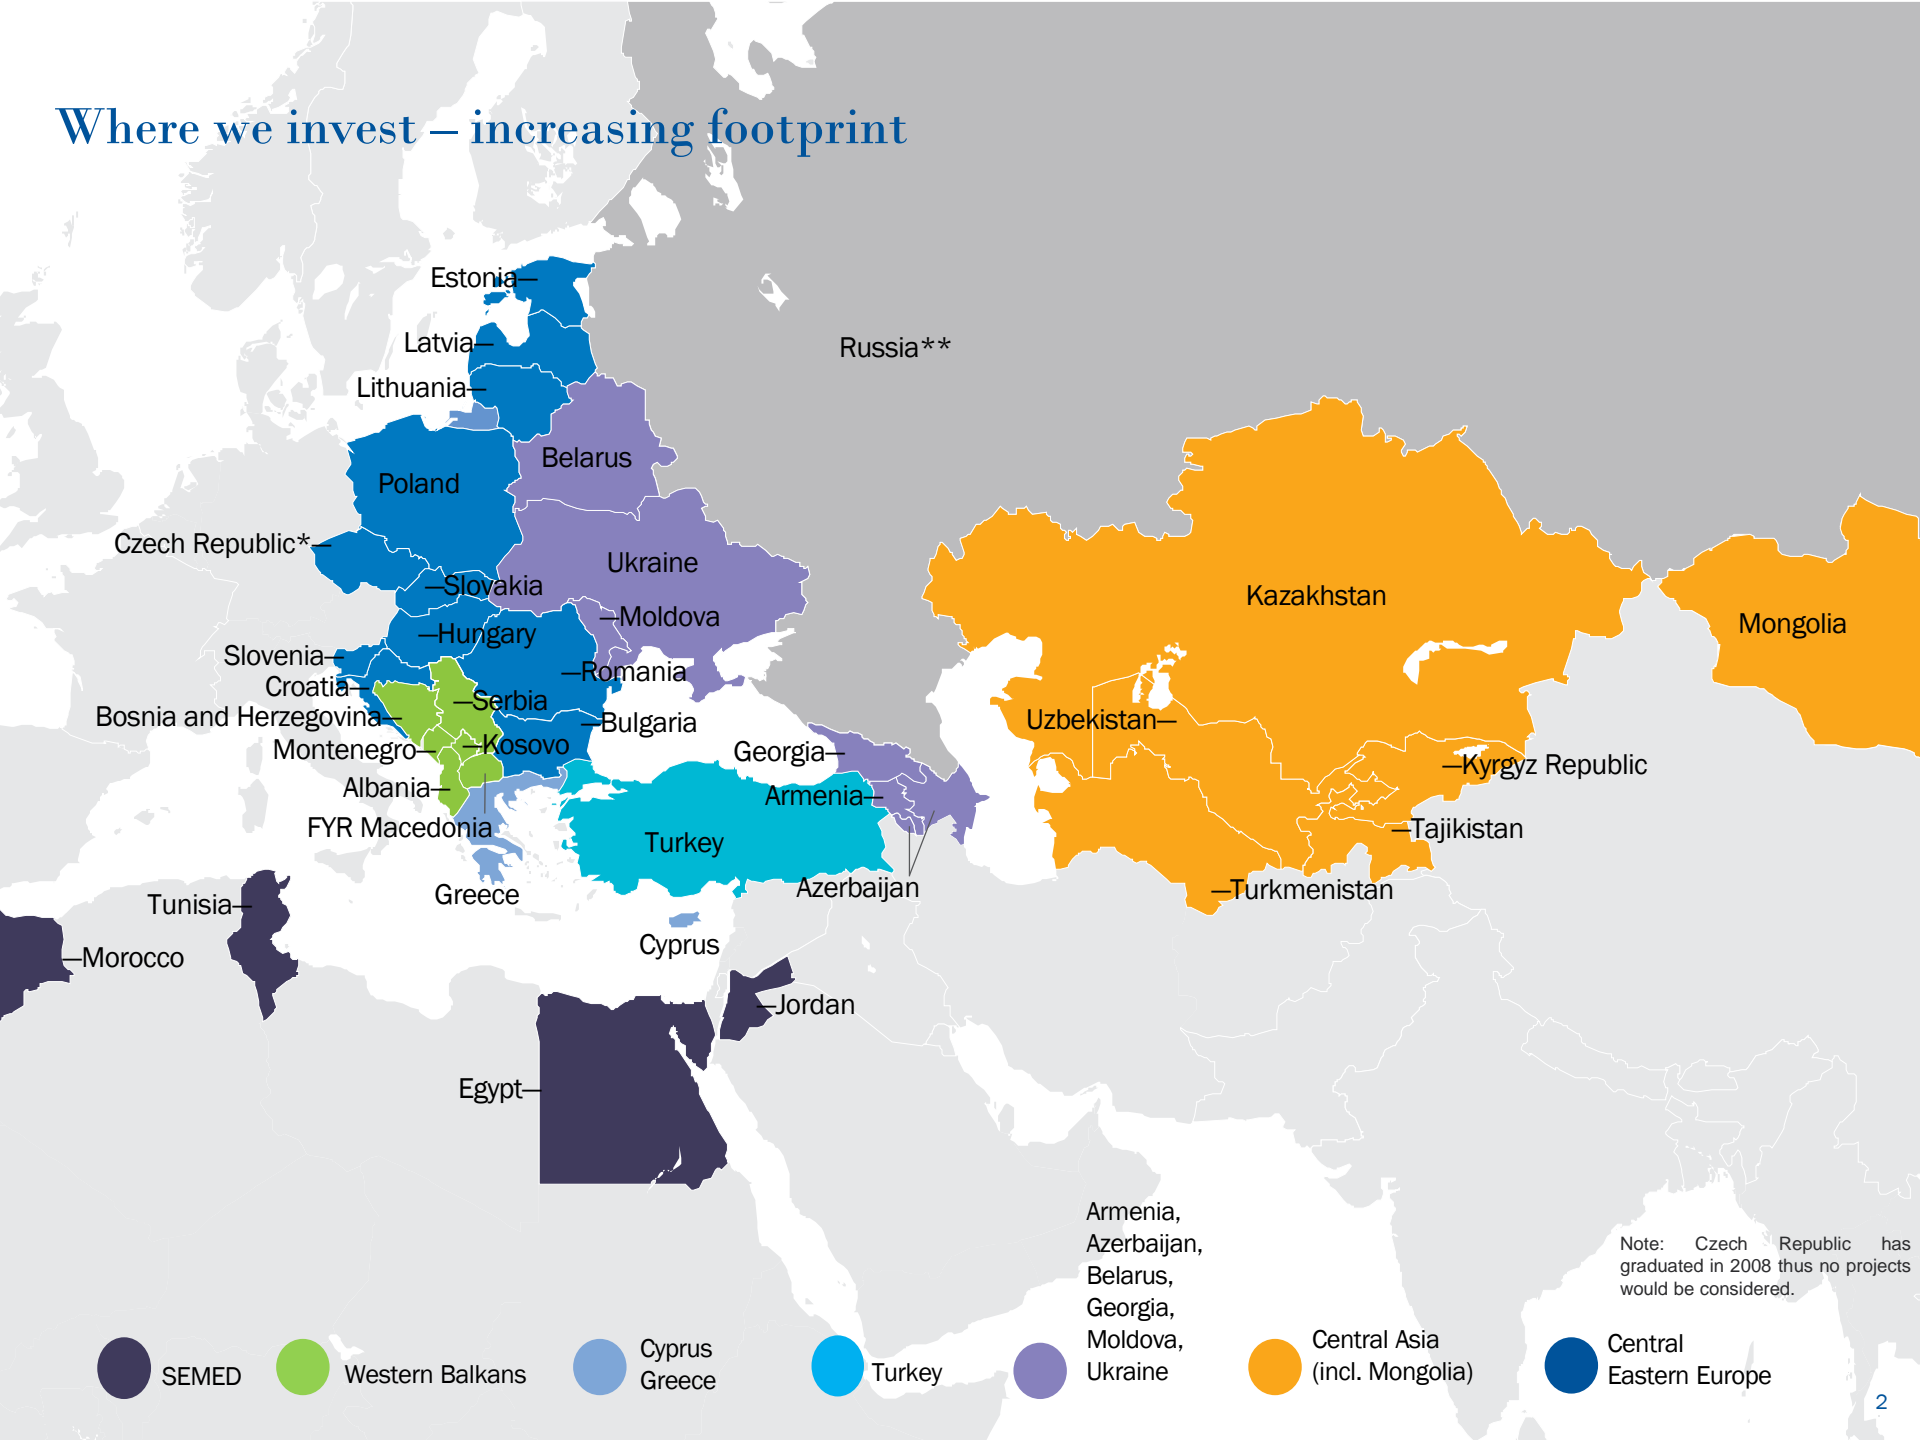 Where we invest – increasing footprint
Estonia
Latvia
Russia**
Lithuania
Belarus
Poland
Czech Republic*
Ukraine
Slovakia
Kazakhstan
Moldova
Mongolia
Hungary
Slovenia
Romania
Croatia
Serbia
Bosnia and Herzegovina
Uzbekistan
Bulgaria
Kosovo
Montenegro
Georgia
Kyrgyz Republic
Albania
Armenia
FYR Macedonia
Tajikistan
Turkey
Azerbaijan
Turkmenistan
Greece
Tunisia
Cyprus
Morocco
Jordan
Egypt
Note: Czech Republic has
graduated in 2008 thus no projects
would be considered.
SEMED
Western Balkans
Cyprus
Greece
Turkey
Armenia,
Azerbaijan,
Belarus,
Georgia,
Moldova,
Ukraine
Central Asia
(incl. Mongolia)
Central
Eastern Europe
2